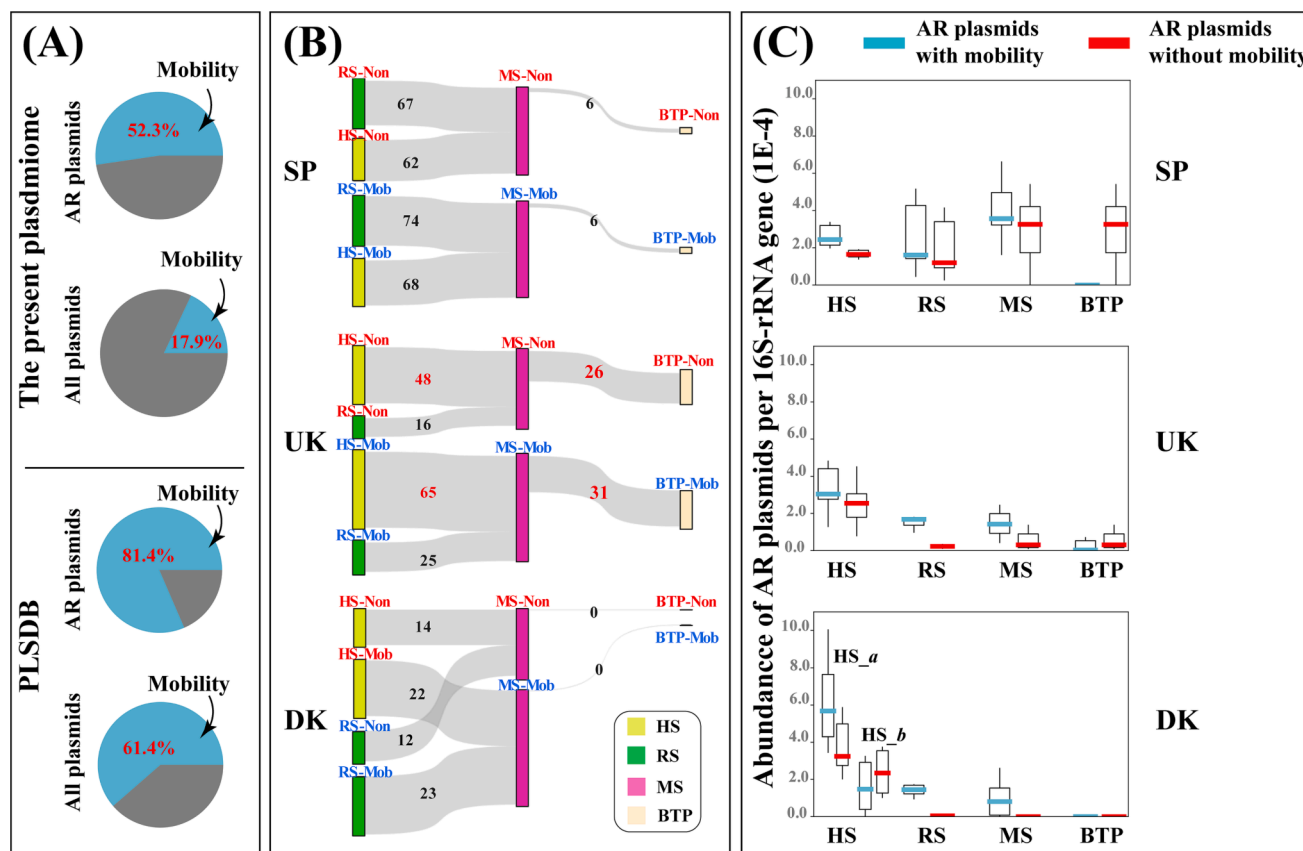 (A)
Mobility
52.3%
AR plasmids
Mobility
17.9%
All plasmids
The present plasdmiome
Mobility
81.4%
AR plasmids
Mobility
61.4%
All plasmids
PLSDB
(B)
SP
RS-Non
67
MS-Non
6
BTP-Non
HS-Non
62
RS-Mob
74
MS-Mob
6
BTP-Mob
HS-Mob
68
UK
HS-Non
48
MS-Non
26
BTP-Non
RS-Non
16
HS-Mob
65
MS-Mob
31
BTP-Mob
RS-Mob
25
DK
HS-Non
14
MS-Non
0
BTP-Non
BTP-Mob
HS-Mob
22
MS-Mob
0
RS-Non
12
RS-Mob
23
HS
RS
MS
BTP
(C)
AR plasmids
with mobility
AR plasmids
without mobility
Abundancce of AR plasmids per 16S-rRNA gene (1E-4)
10.0
8.0
6.0
4.0
2.0
0.0
HS RS MS BTP
SP
10.0
8.0
6.0
4.0
2.0
0.0
HS RS MS BTP
UK
10.0
8.0
6.0
4.0
2.0
0.0
HS_a
HS_b
HS RS MS BTP
DK